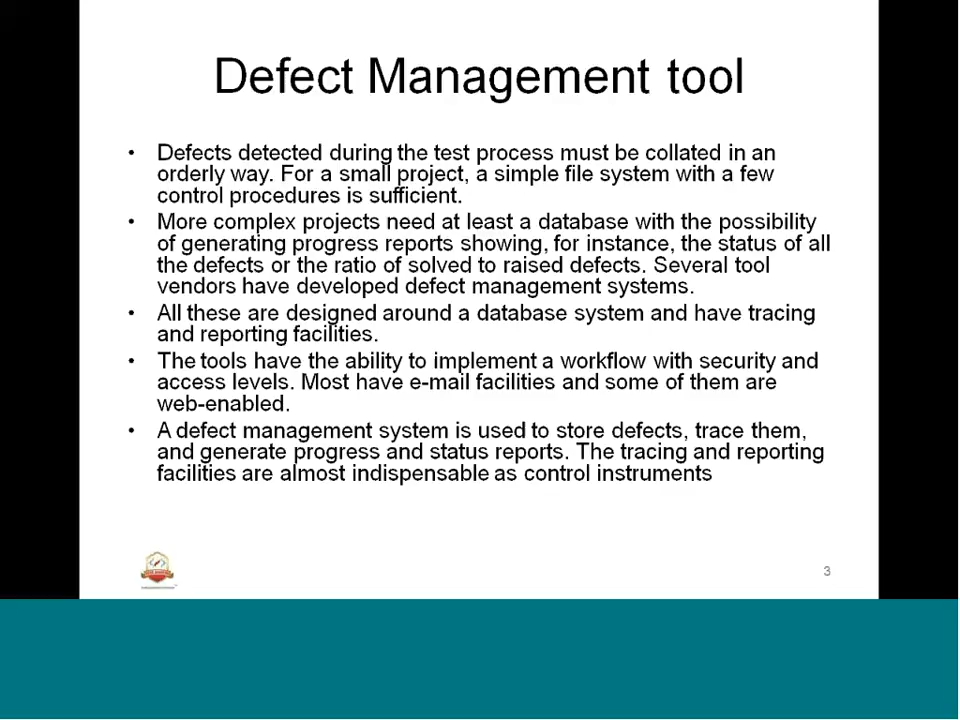 Defect Management tool
• Defects detected during the test process must be collated in an
orderly way. For a small project, a simple file system with a few
control procedures is sufficient.
• More complex projects need at least a database with the possibility
of generating progress reports showing, for instance, the status of all
the defects or the ratio of solved to raised defects. Several tool
vendors have developed defect management systems.
• All these are designed around a database system and have tracing
and reporting facilities.
• The tools have the ability to implement a workflow with security and
access levels. Most have e-mail facilities and some of them are
web-enabled.
• A defect management system is used to store defects, trace them,
and generate progress and status reports. The tracing and reporting
facilities are almost indispensable as control instruments
3